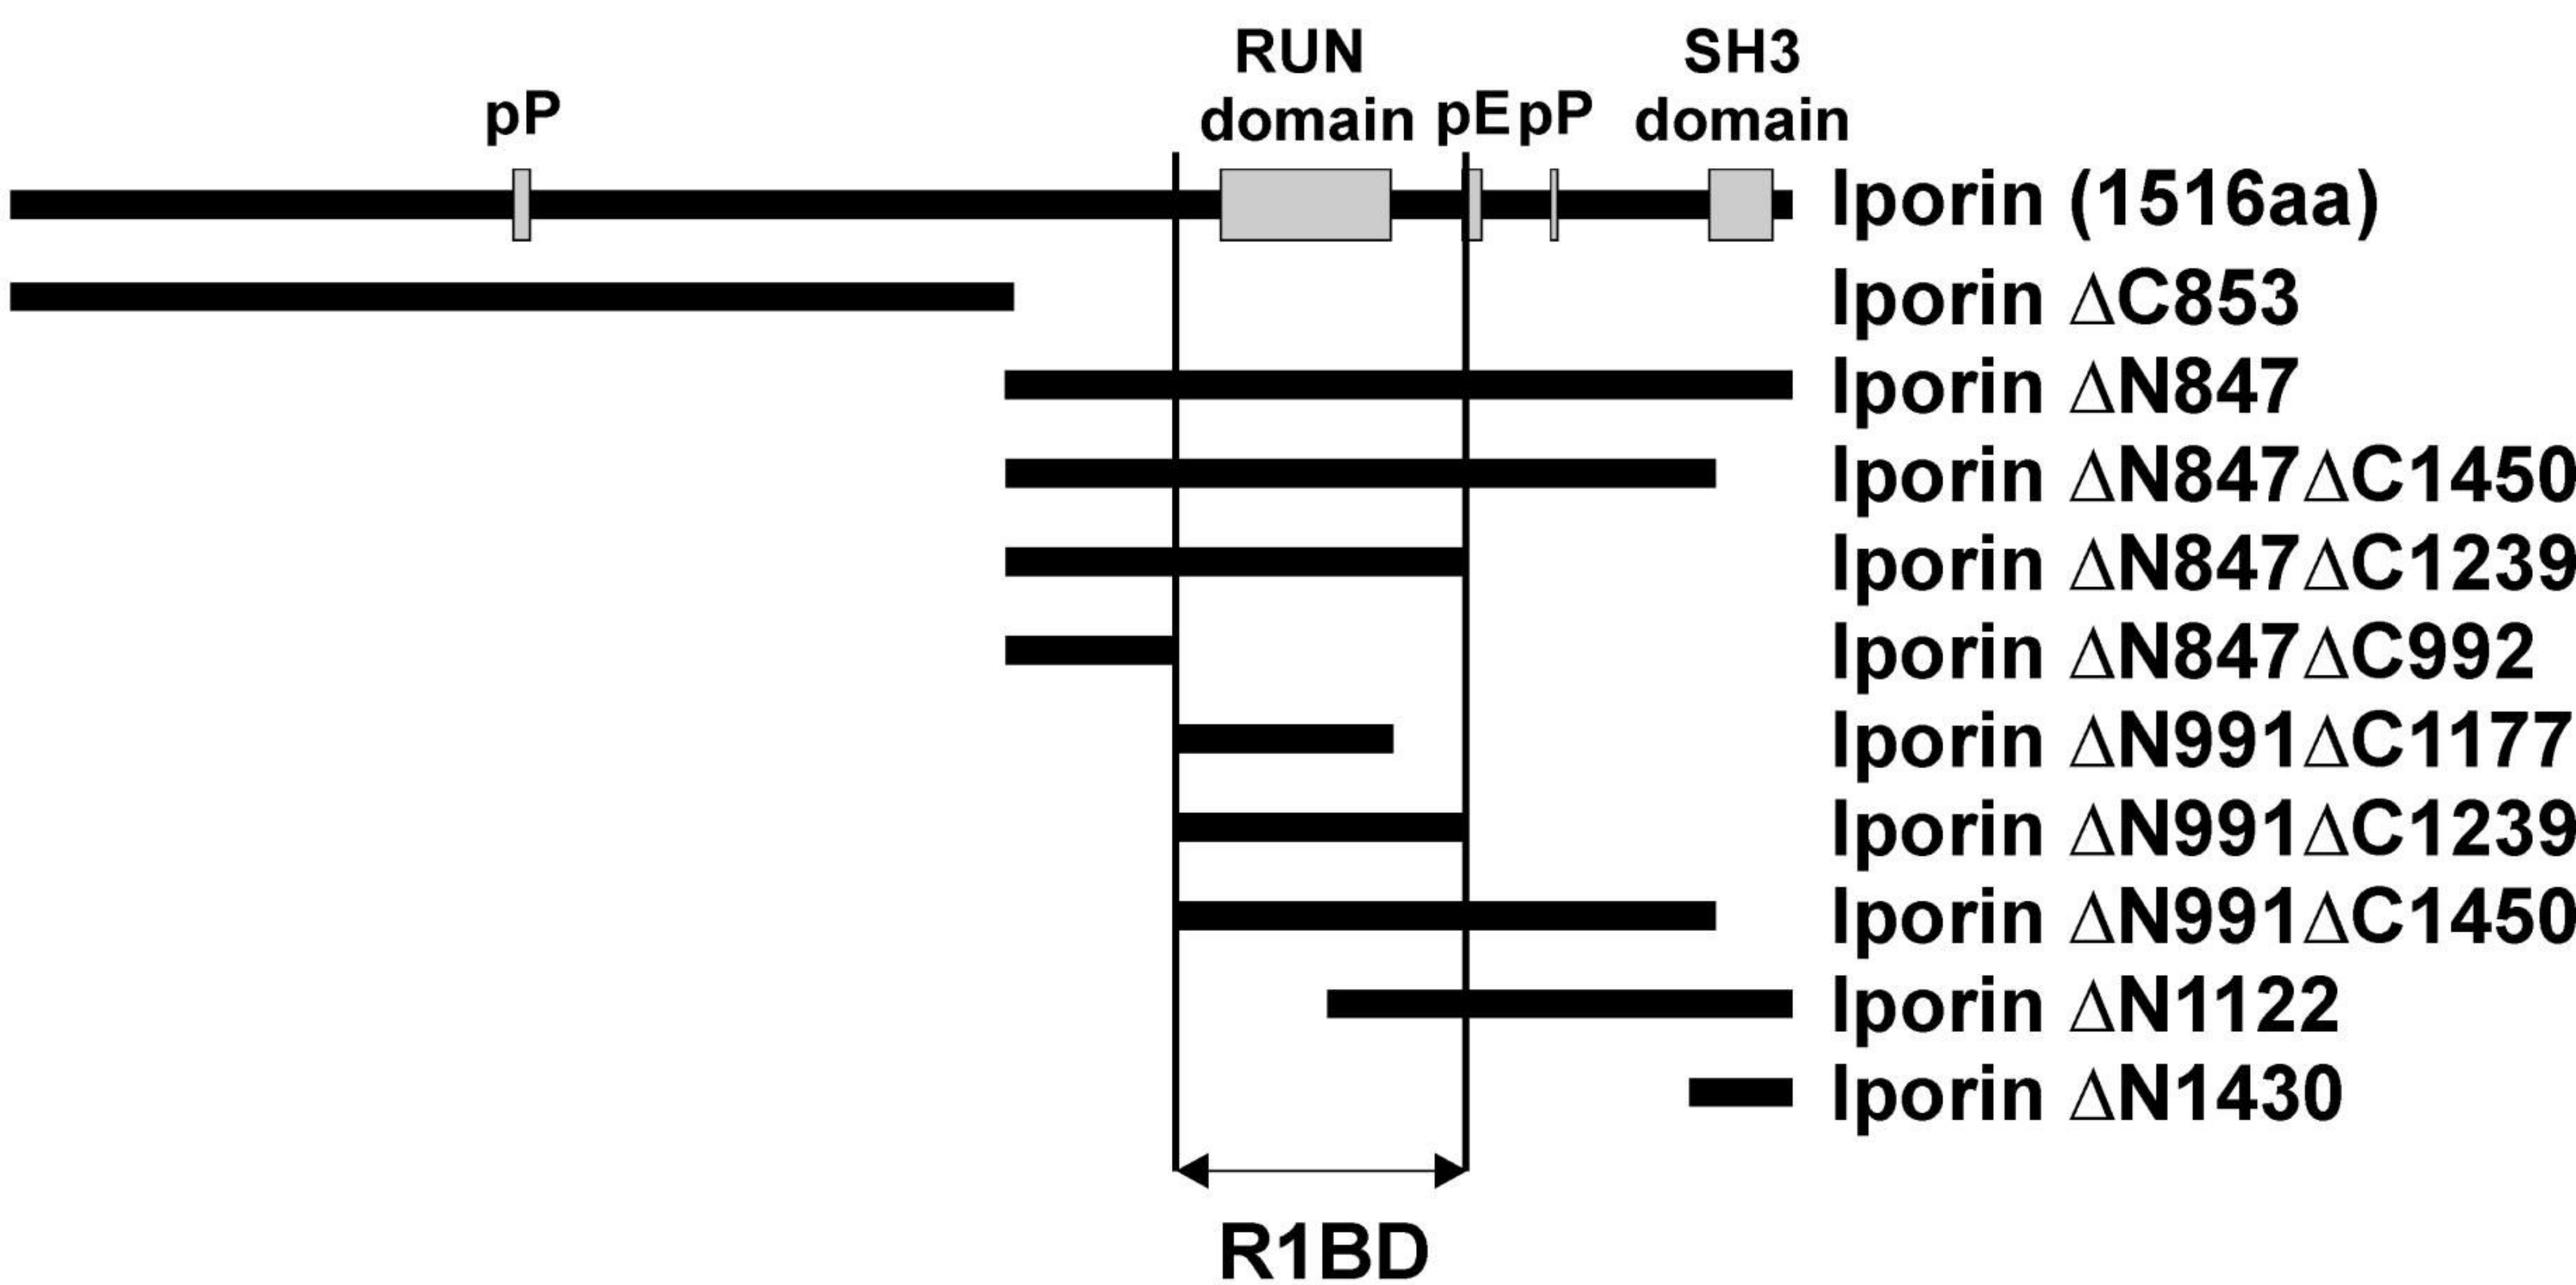 RUN domain
SH3 domain
pP
pE
pP
Iporin (1516aa)
Iporin ΔC853
Iporin ΔN847
Iporin ΔN847ΔC1450
Iporin ΔN847ΔC1239
Iporin ΔN847ΔC992
Iporin ΔN991ΔC1177
Iporin ΔN991ΔC1239
Iporin ΔN991ΔC1450
Iporin ΔN1122
Iporin ΔN1430
R1BD